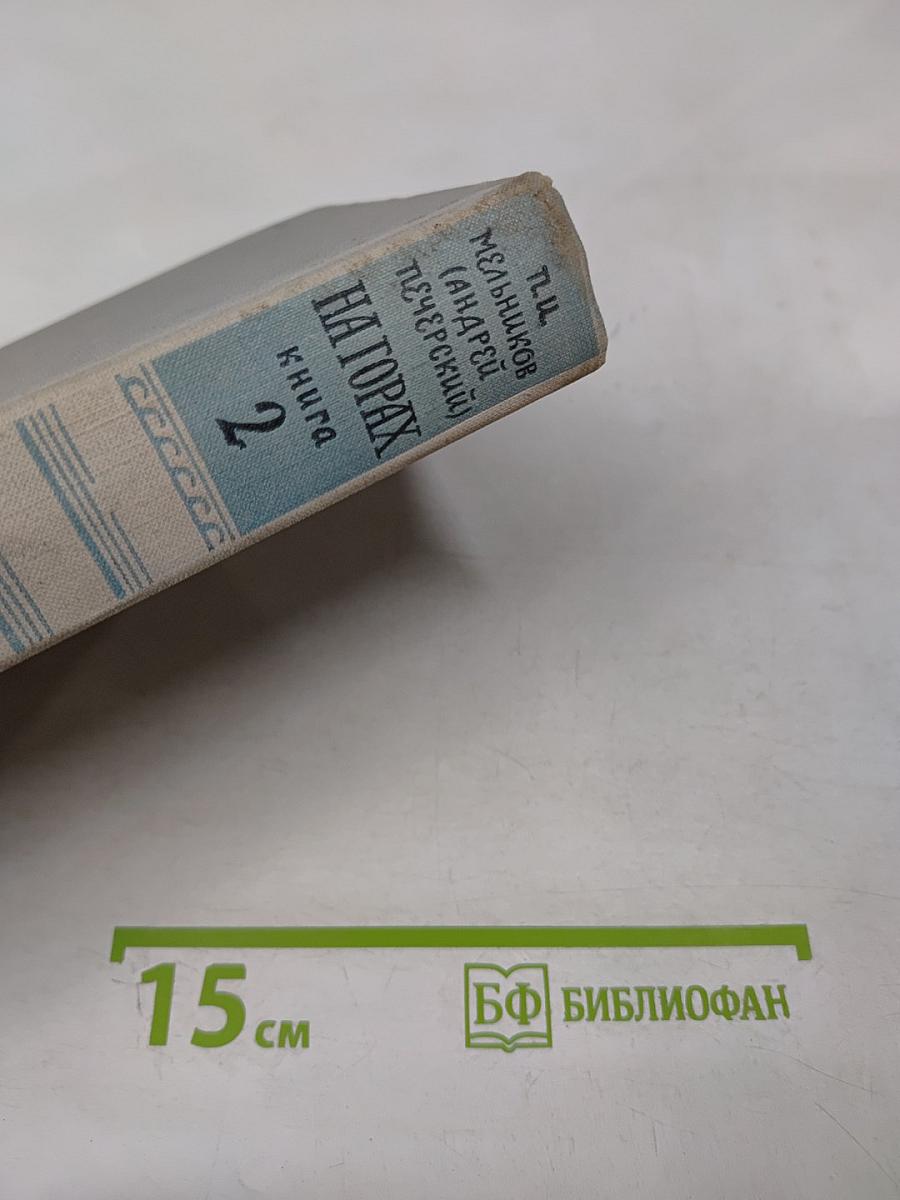 П.И.
МЕЛЬНИКОВ
(АНДРЕЙ
ПЕЧЕРСКИЙ)
НА ГОРАХ
книга
2
15 см
БФ БИБЛИОФАН